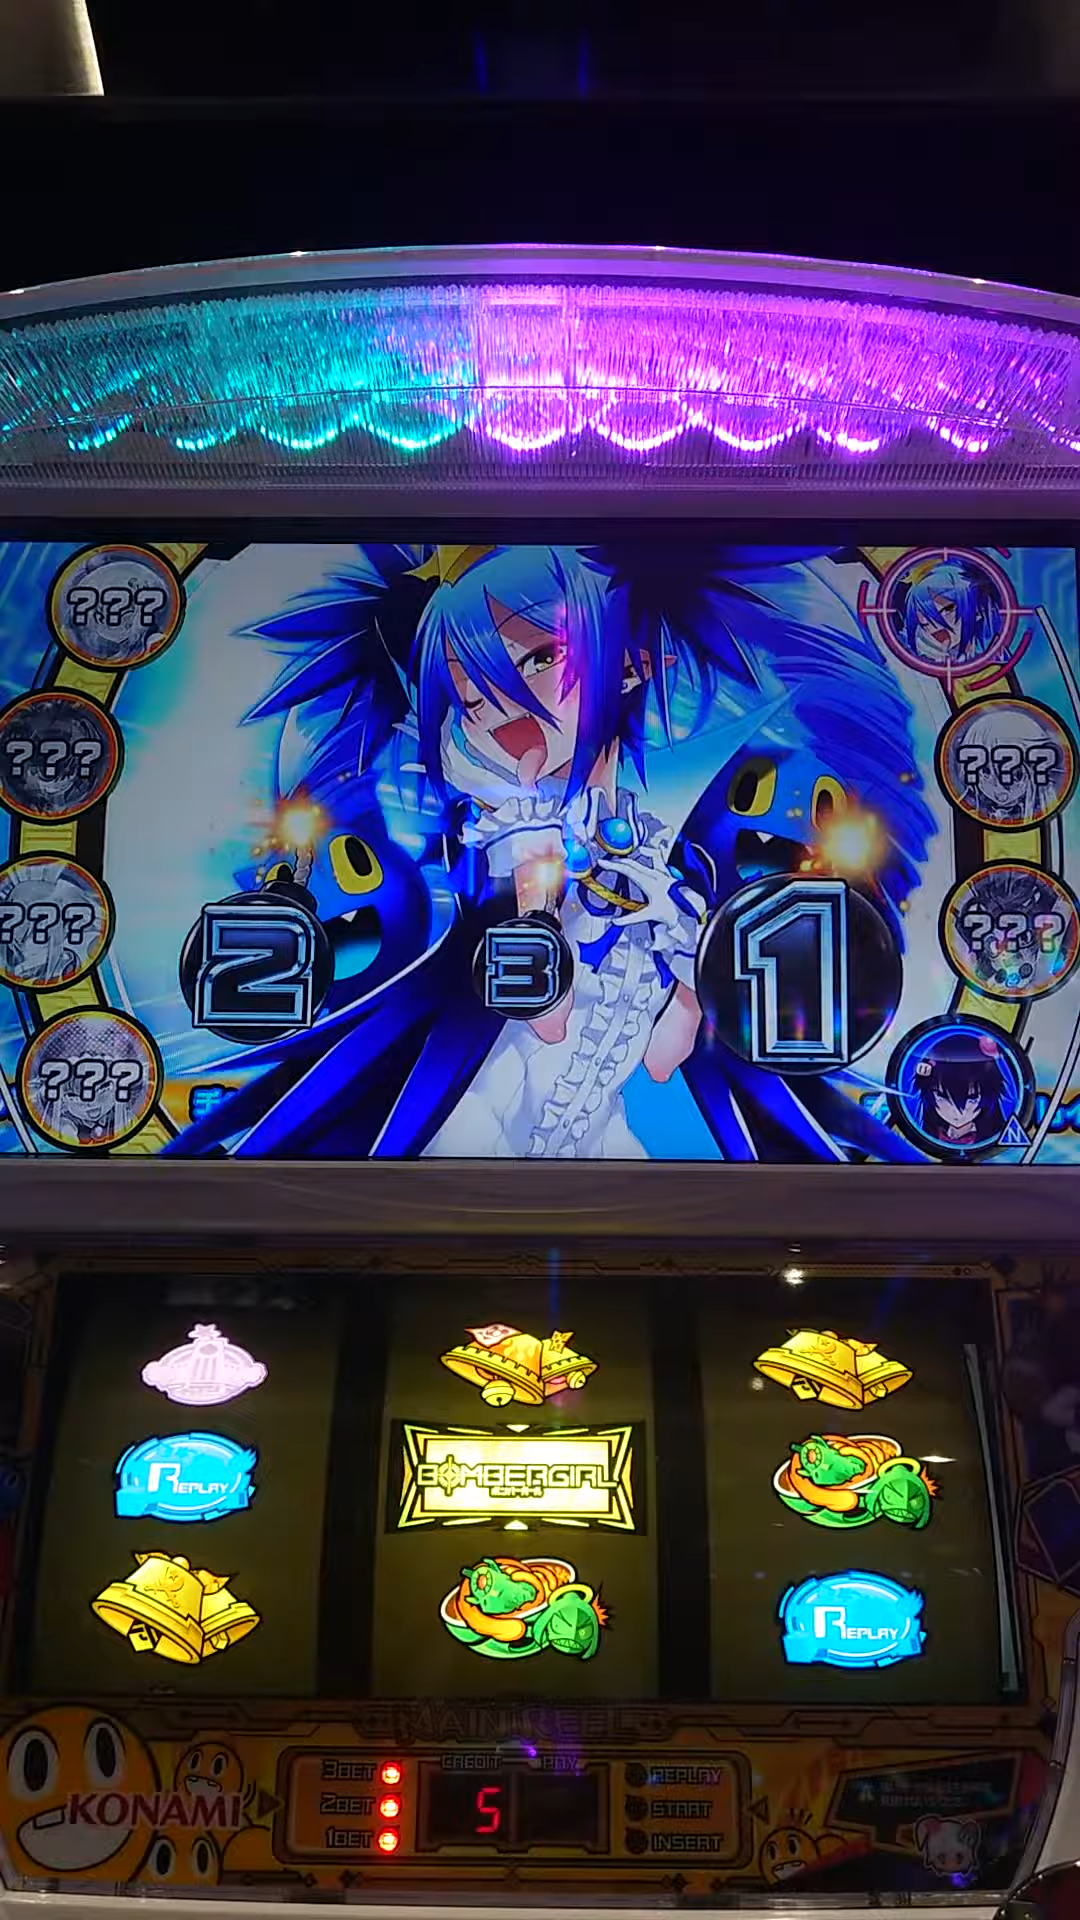 ???
???
???
???
???
???
???
2
3
1
N
REPLAY
BOMBERGIRL
REPLAY
MAIN REEL
KONAMI
3BET
2BET
1BET
CREDIT
PAY
5
REPLAY
START
INSERT